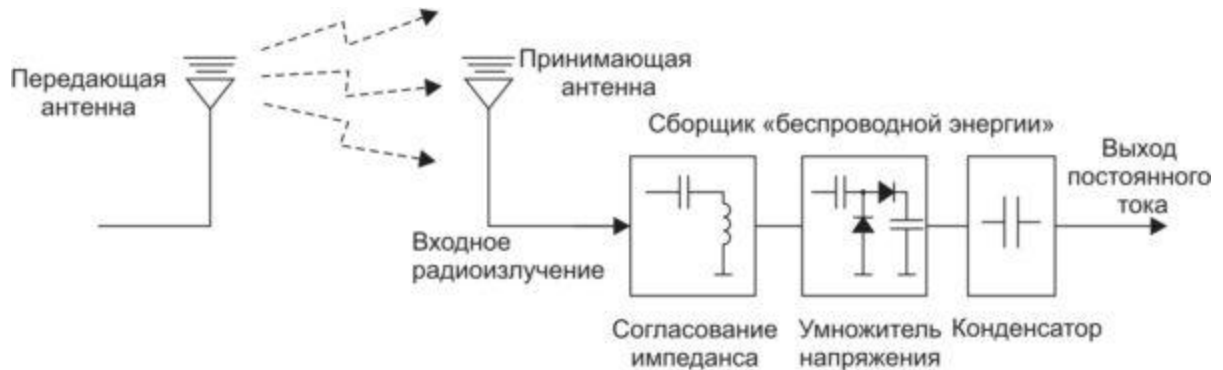 Передающая
антенна
Принимающая
антенна
Сборщик «беспроводной энергии»
Выход
постоянного
тока
Входное
радиоизлучение
Согласование
импеданса
Умножитель
напряжения
Конденсатор